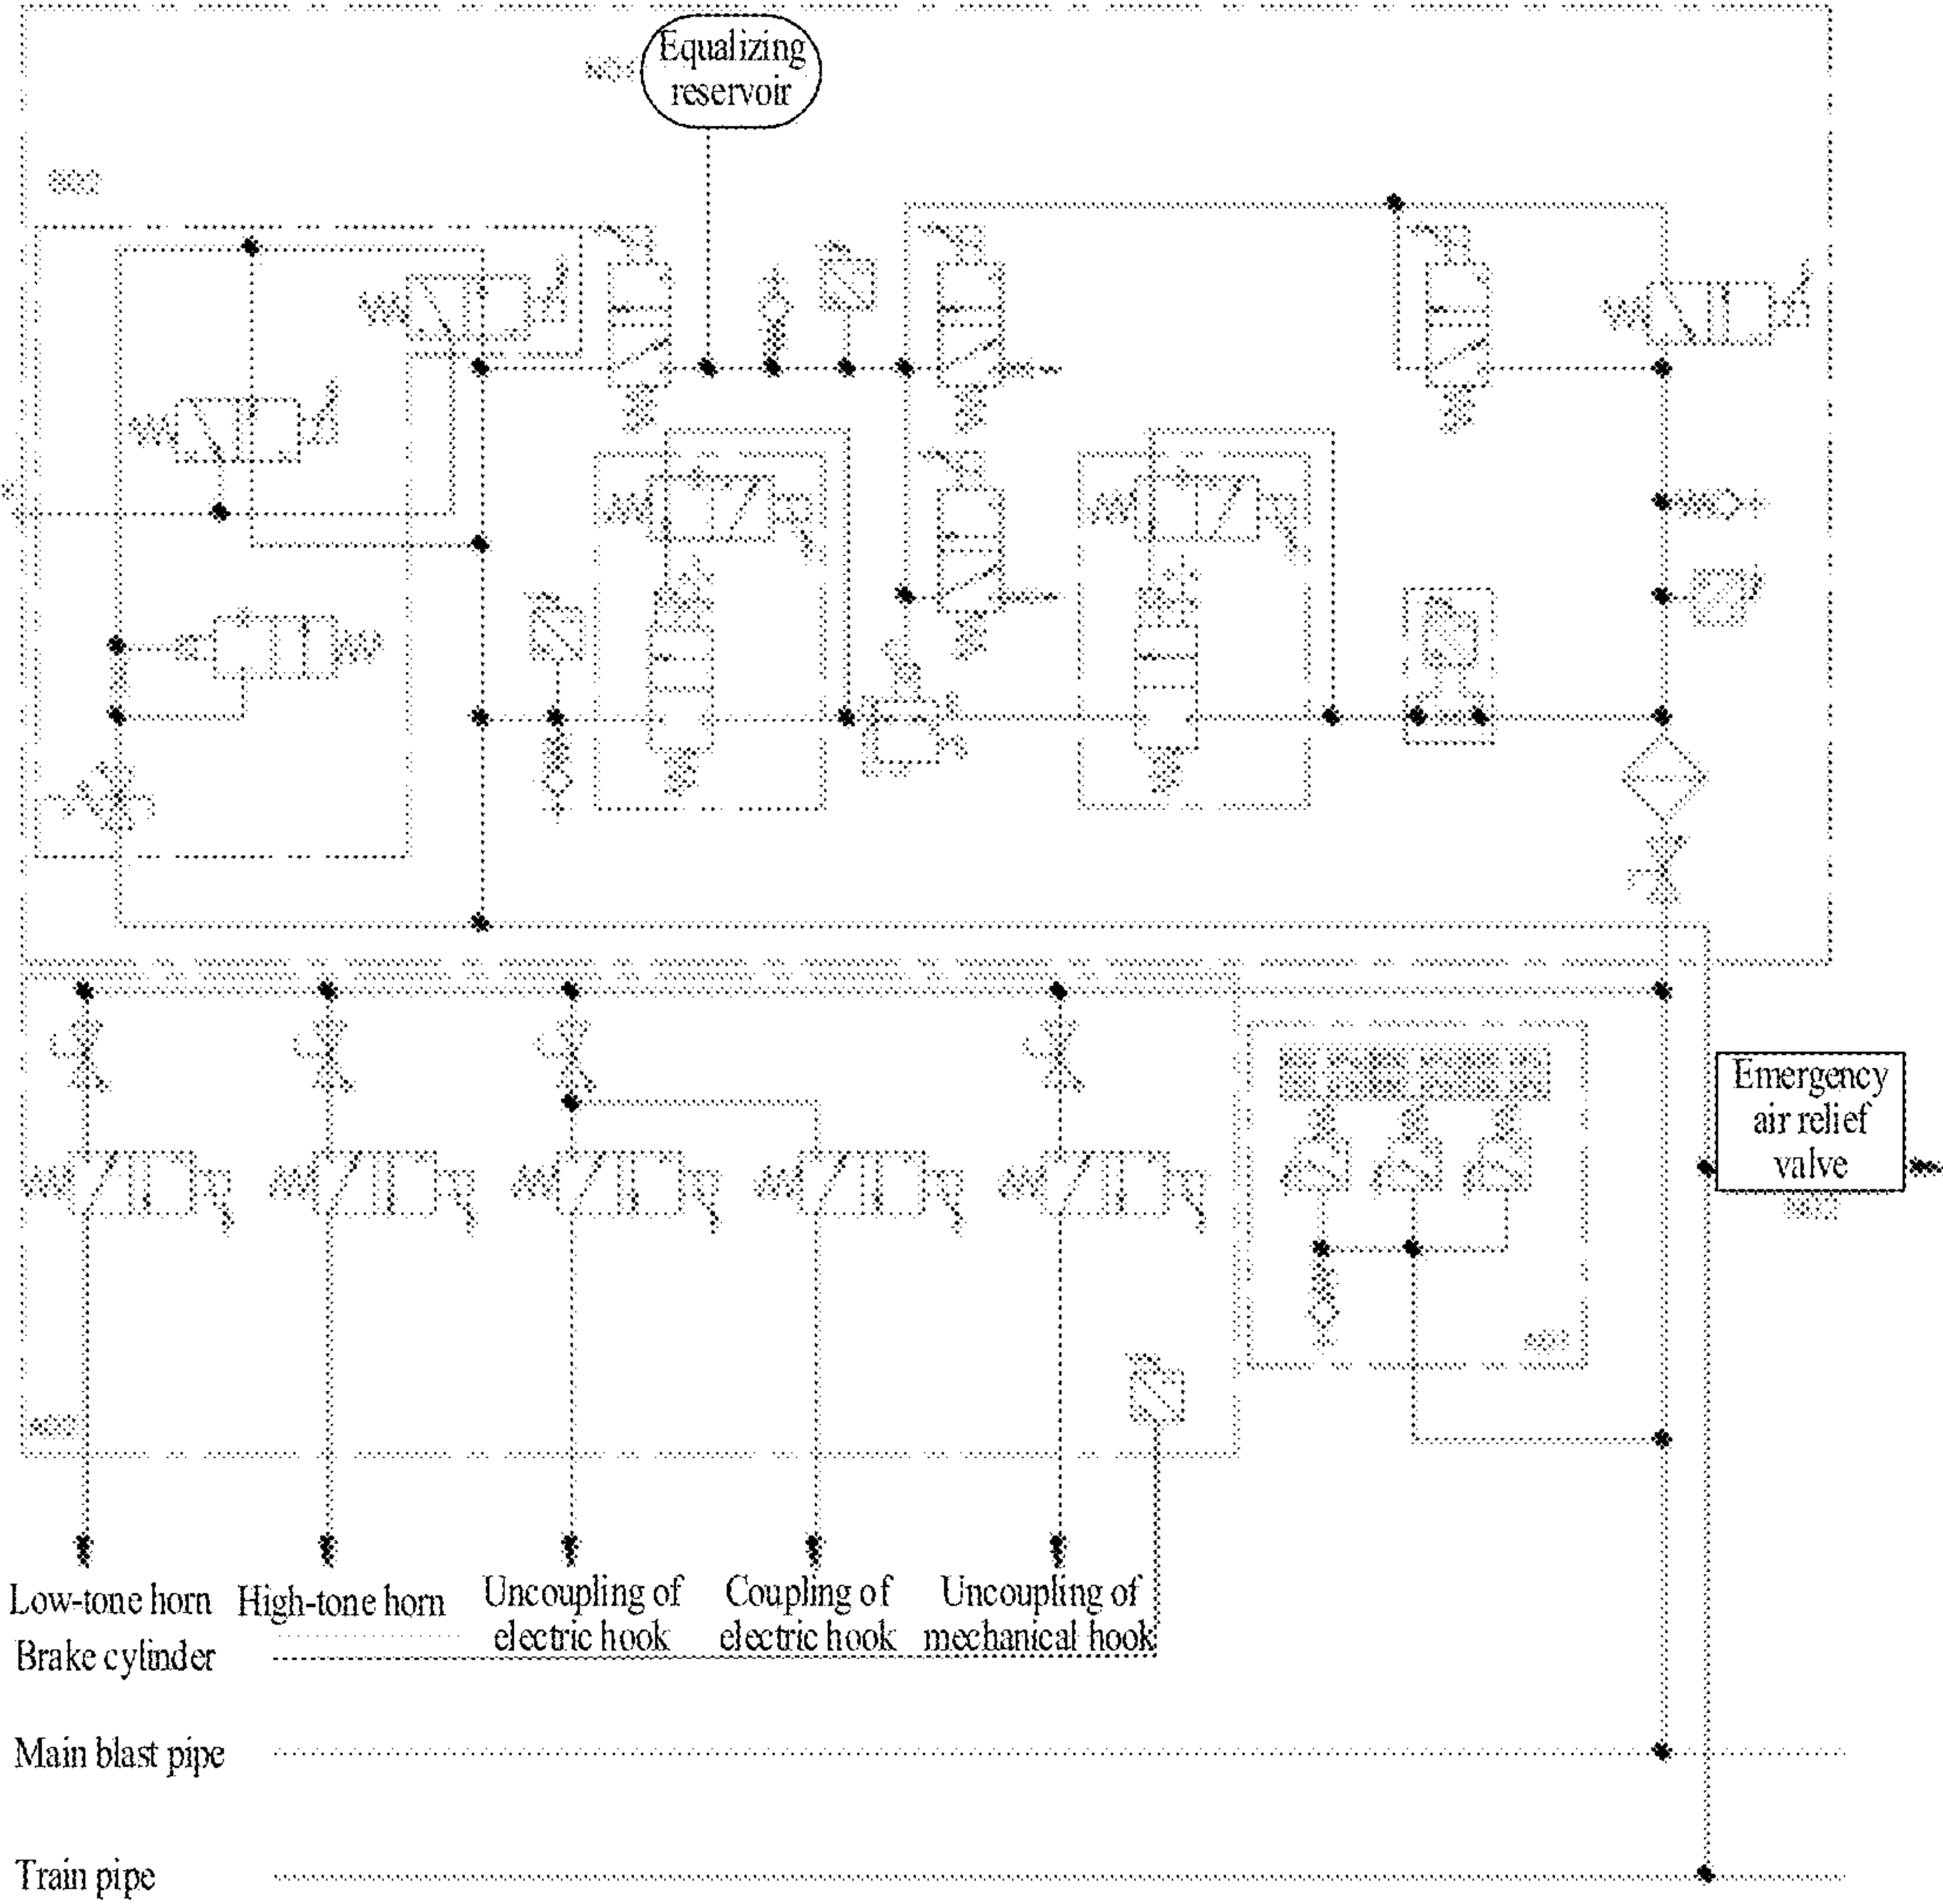 Equalizing
reservoir
Emergency
air relief
valve
Low-tone horn
High-tone horn
Uncoupling of
electric hook
Coupling of
electric hook
Uncoupling of
mechanical hook
Brake cylinder
Main blast pipe
Train pipe